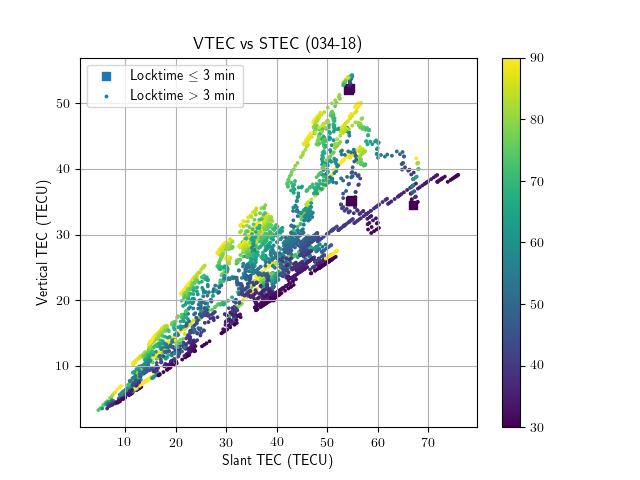 VTEC vs STEC (034-18)
Locktime ≤ 3 min
Locktime > 3 min
Vertical TEC (TECU)
50
40
30
20
10
10 20 30 40 50 60 70
Slant TEC (TECU)
90
80
70
60
50
40
30